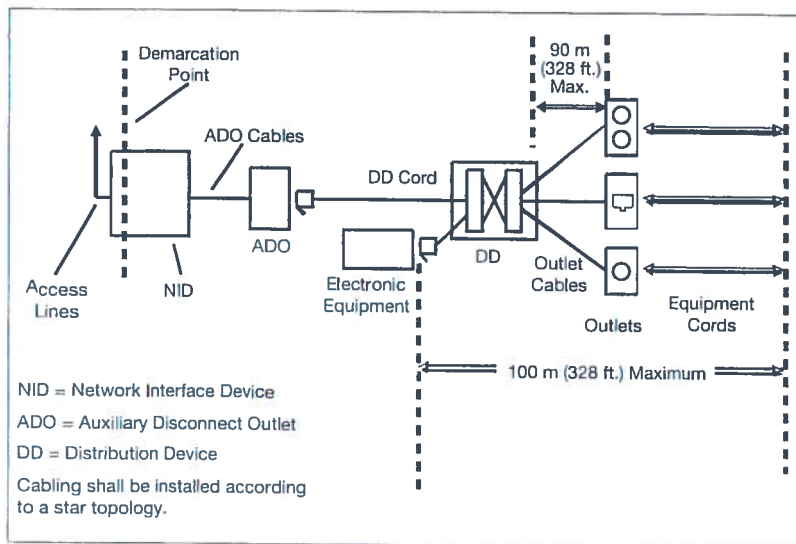 Demarcation
Point
90 m
(328 ft.)
Max.
ADO Cables
DD Cord
ADO
DD
Access
Lines
NID
Electronic
Equipment
Outlet
Cables
Outlets
Equipment
Cords
100 m (328 ft.) Maximum
NID = Network Interface Device
ADO = Auxiliary Disconnect Outlet
DD = Distribution Device
Cabling shall be installed according
to a star topology.